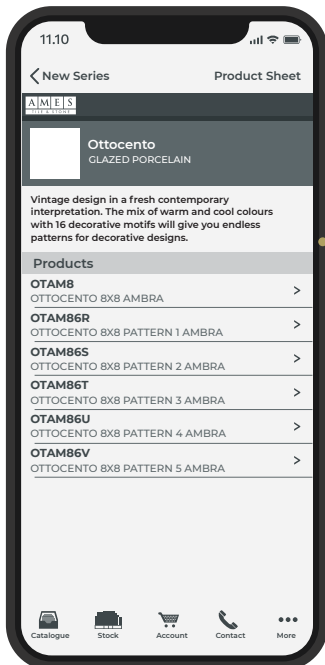 11.10
New Series
Product Sheet
AMES
TILE & STONE
Ottocento
GLAZED PORCELAIN
Vintage design in a fresh contemporary
interpretation. The mix of warm and cool colours
with 16 decorative motifs will give you endless
patterns for decorative designs.
Products
OTAM8
OTTOCENTO 8X8 AMBRA
OTAM86R
OTTOCENTO 8X8 PATTERN 1 AMBRA
OTAM86S
OTTOCENTO 8X8 PATTERN 2 AMBRA
OTAM86T
OTTOCENTO 8X8 PATTERN 3 AMBRA
OTAM86U
OTTOCENTO 8X8 PATTERN 4 AMBRA
OTAM86V
OTTOCENTO 8X8 PATTERN 5 AMBRA
Catalogue
Stock
Account
Contact
More